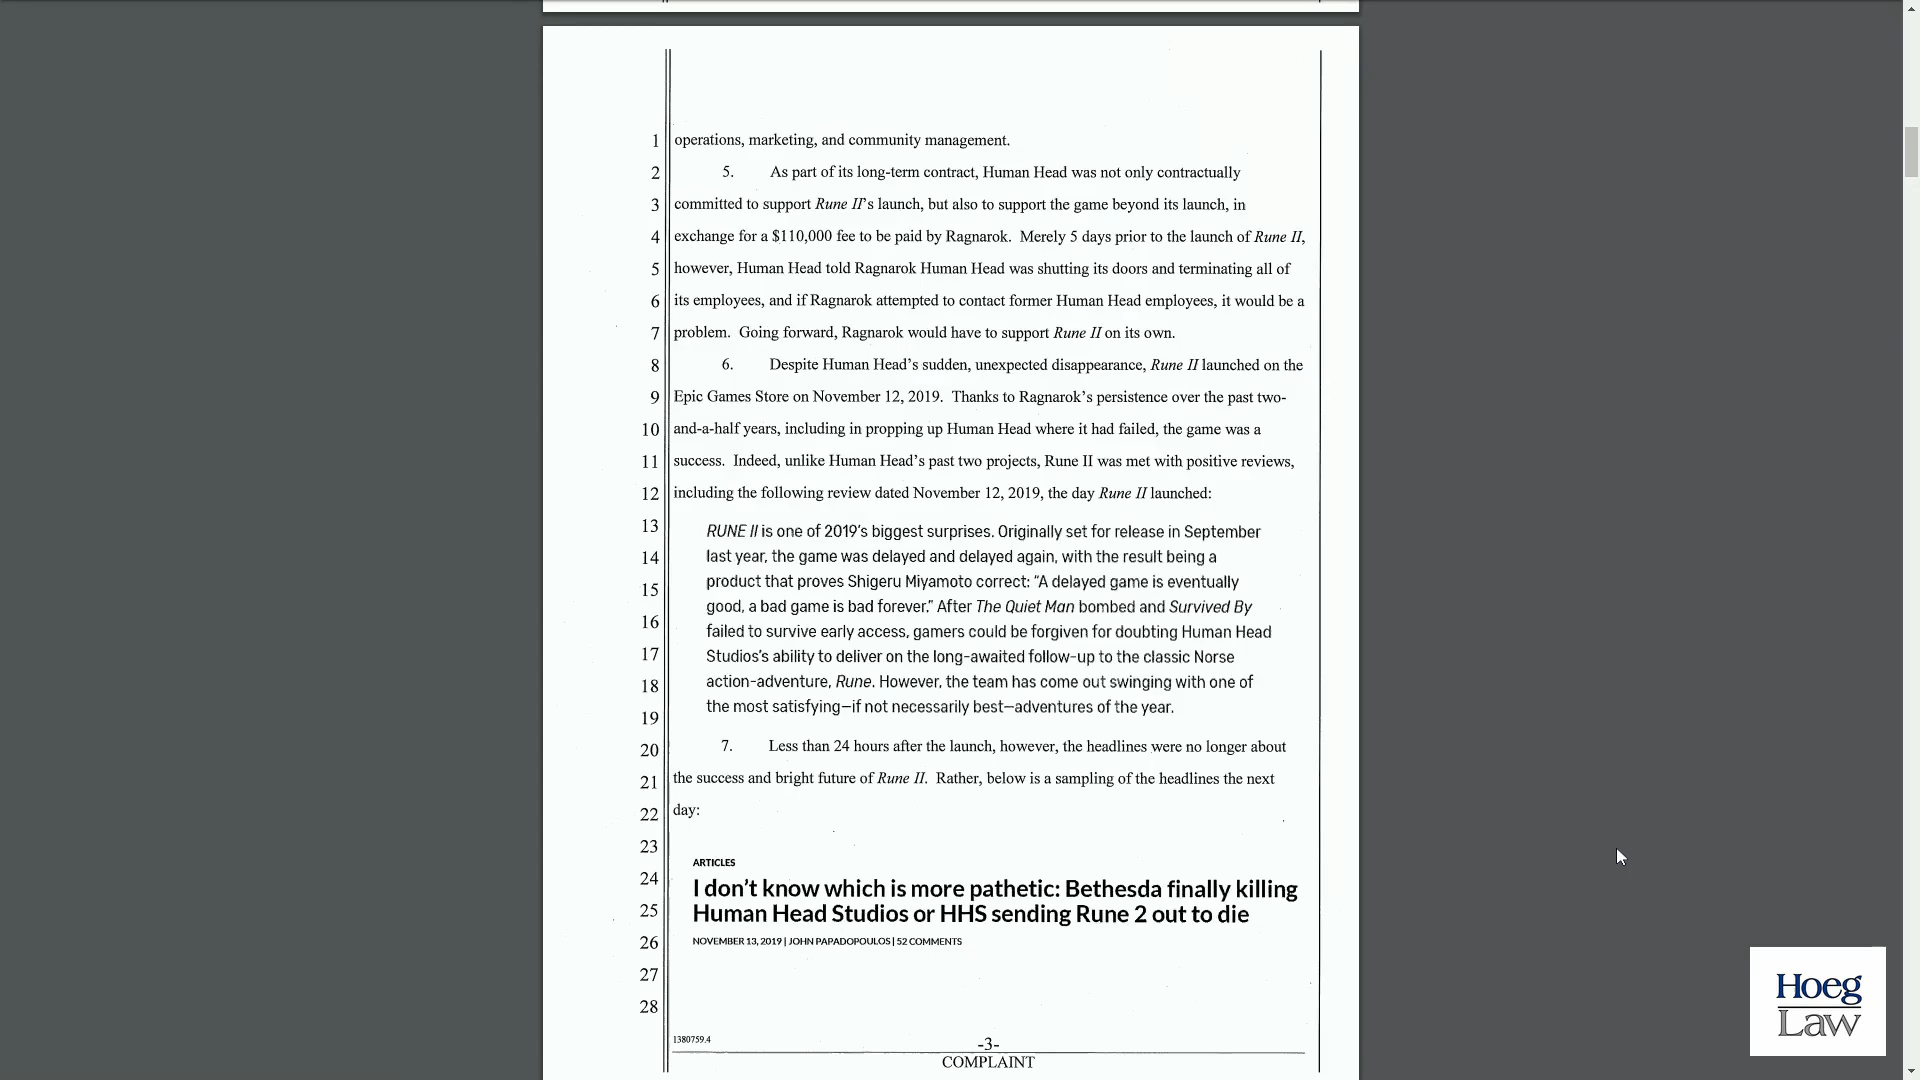 1 operations, marketing, and community management.
2 5. As part of its long-term contract, Human Head was not only contractually
3 committed to support Rune II's launch, but also to support the game beyond its launch, in
4 exchange for a $110,000 fee to be paid by Ragnarok. Merely 5 days prior to the launch of Rune II,
5 however, Human Head told Ragnarok Human Head was shutting its doors and terminating all of
6 its employees, and if Ragnarok attempted to contact former Human Head employees, it would be a
7 problem. Going forward, Ragnarok would have to support Rune II on its own.
8 6. Despite Human Head's sudden, unexpected disappearance, Rune II launched on the
9 Epic Games Store on November 12, 2019. Thanks to Ragnarok's persistence over the past two-
10 and-a-half years, including in propping up Human Head where it had failed, the game was a
11 success. Indeed, unlike Human Head's past two projects, Rune II was met with positive reviews,
12 including the following review dated November 12, 2019, the day Rune II launched:
13 RUNE II is one of 2019's biggest surprises. Originally set for release in September
14 last year, the game was delayed and delayed again, with the result being a
15 product that proves Shigeru Miyamoto correct: "A delayed game is eventually
good, a bad game is bad forever." After The Quiet Man bombed and Survived By
16 failed to survive early access, gamers could be forgiven for doubting Human Head
17 Studios's ability to deliver on the long-awaited follow-up to the classic Norse
18 action-adventure, Rune. However, the team has come out swinging with one of
19 the most satisfying—if not necessarily best—adventures of the year.
20 7. Less than 24 hours after the launch, however, the headlines were no longer about
21 the success and bright future of Rune II. Rather, below is a sampling of the headlines the next
22 day:
23 ARTICLES
24 I don't know which is more pathetic: Bethesda finally killing
25 Human Head Studios or HHS sending Rune 2 out to die
26 NOVEMBER 13, 2019 | JOHN PAPADOPOULOS | 52 COMMENTS
27
28
1380759.4
-3-
COMPLAINT
Hoeg
Law